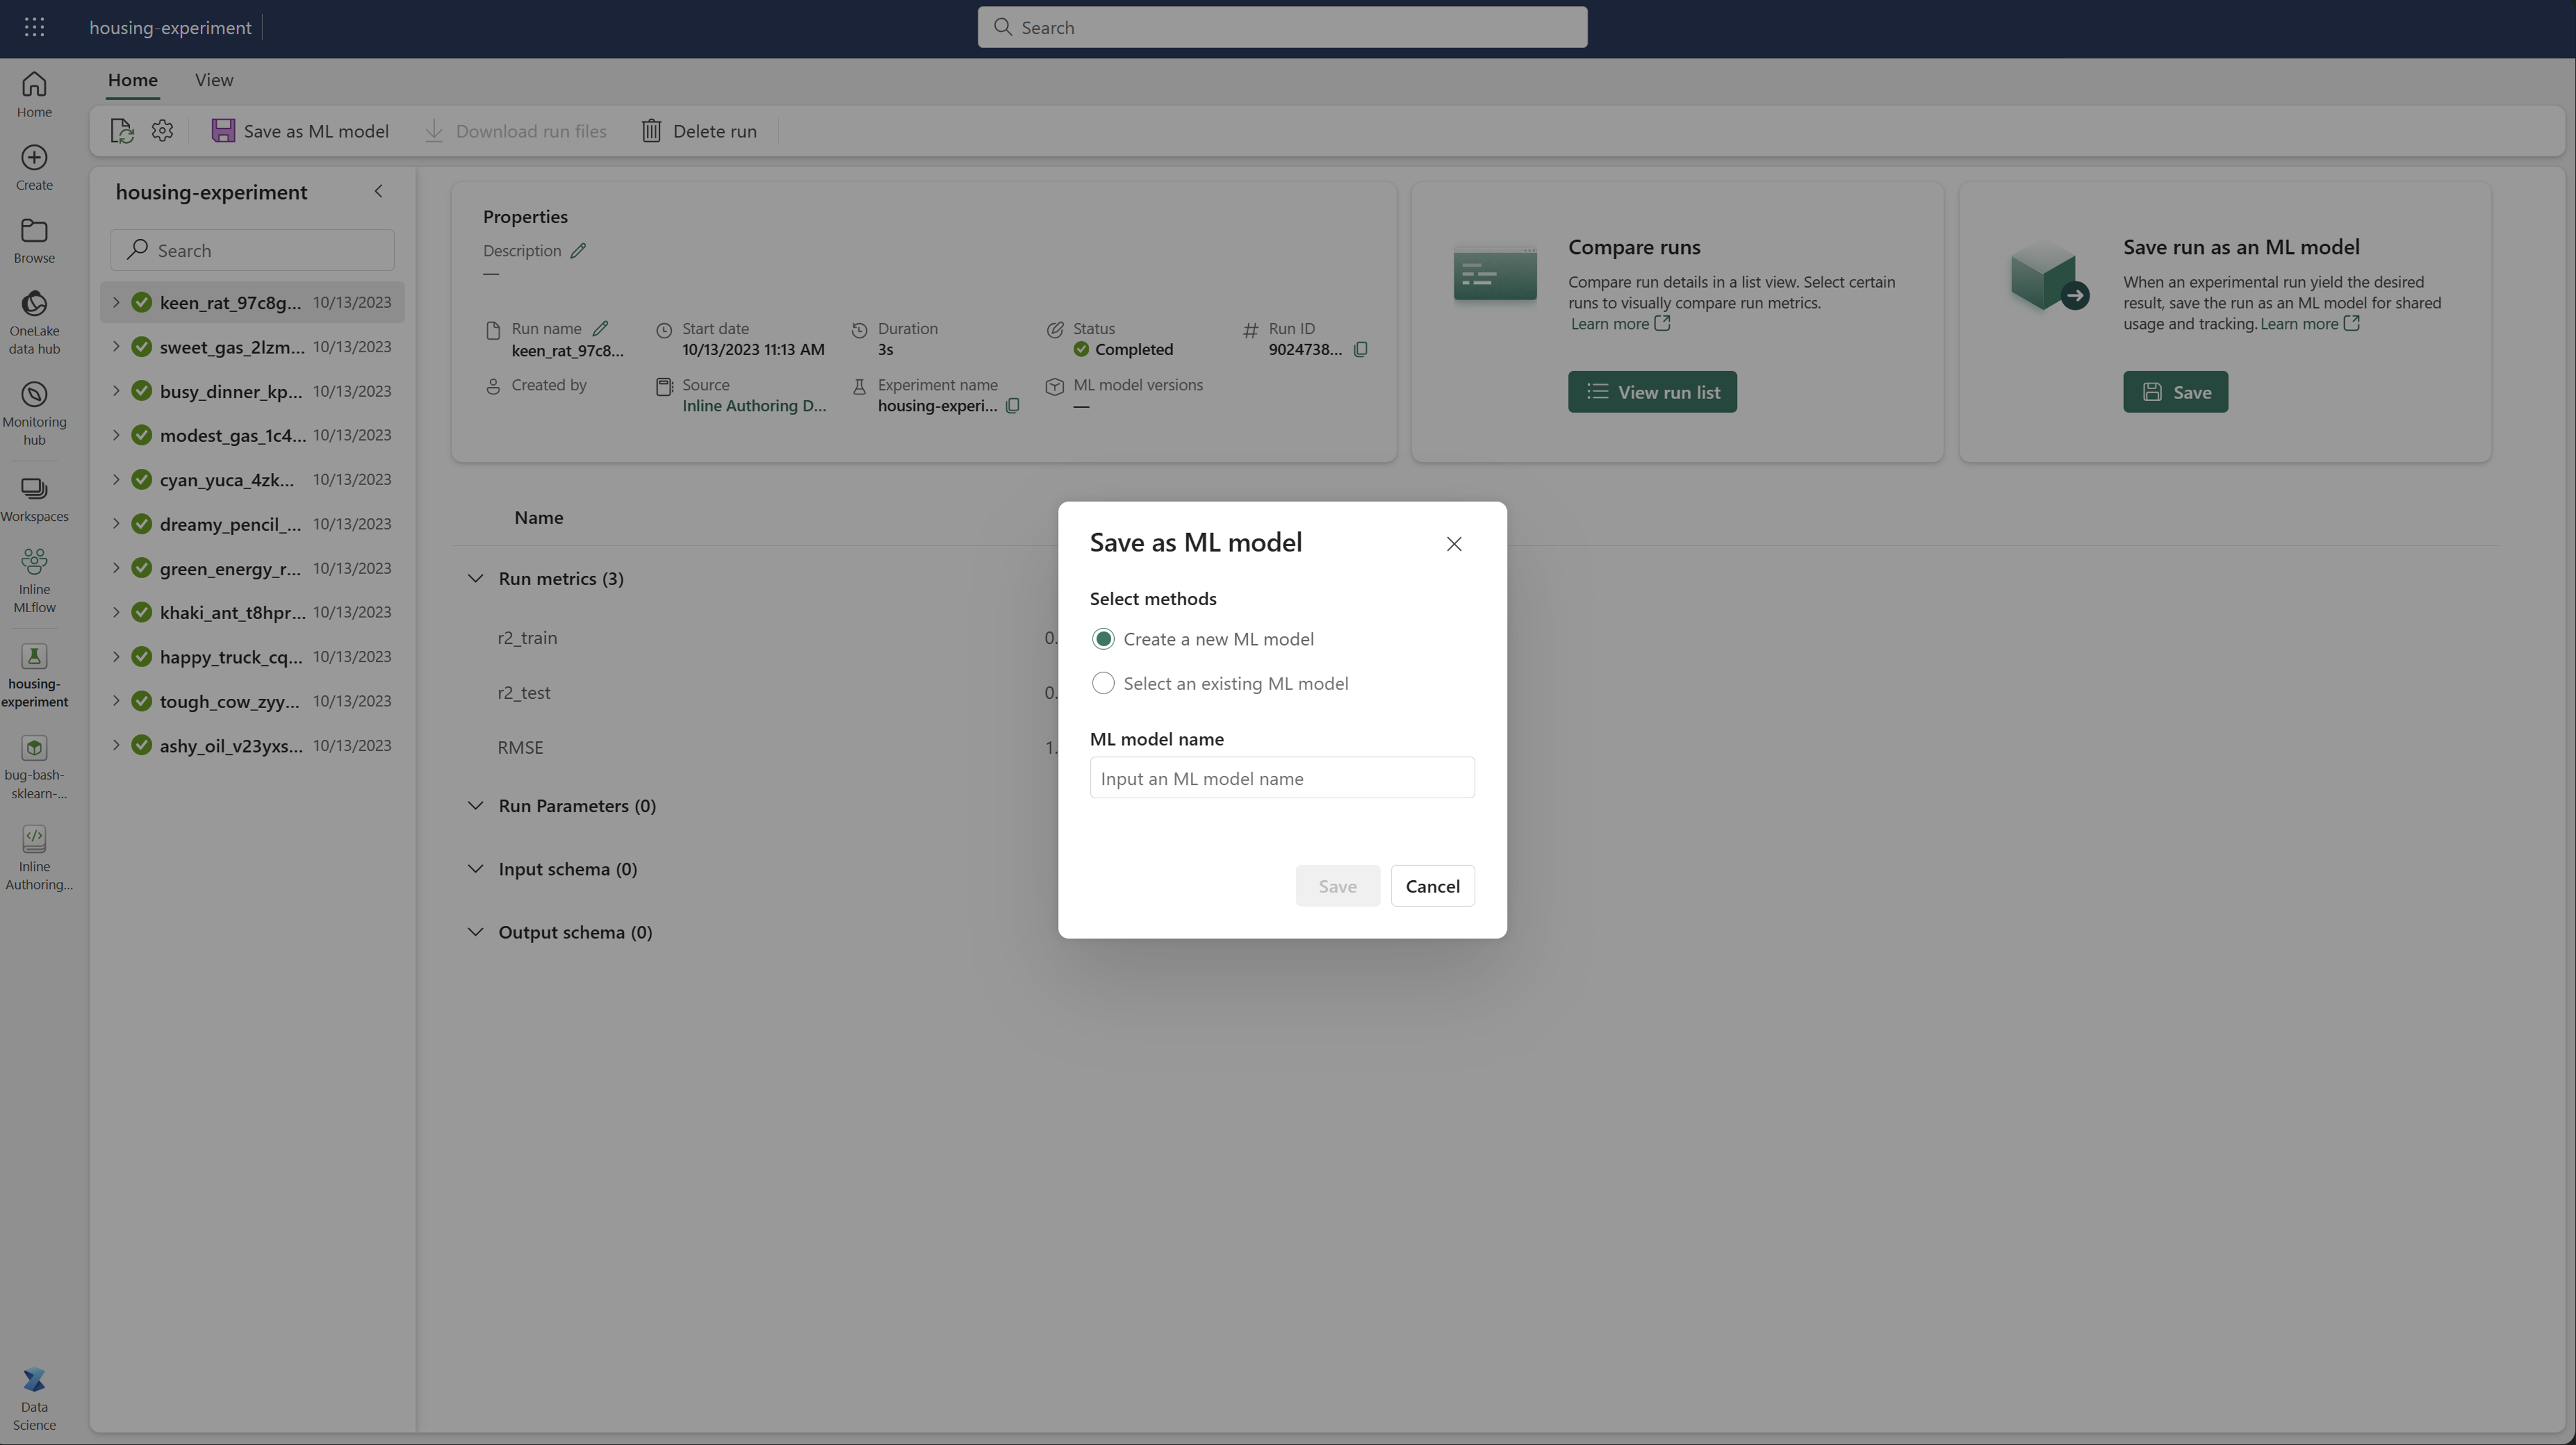 housing-experiment
Search
Home
View
Save as ML model
Download run files
Delete run
Home
Create
Browse
OneLake
data hub
Monitoring
hub
Workspaces
Inline
MLflow
housing-
experiment
bug-bash-
sklearn-...
Inline
Authoring...
Data
Science
housing-experiment
Search
keen_rat_97c8g... 10/13/2023
sweet_gas_2lzm... 10/13/2023
busy_dinner_kp... 10/13/2023
modest_gas_1c4... 10/13/2023
cyan_yuca_4zk... 10/13/2023
dreamy_pencil_... 10/13/2023
green_energy_r... 10/13/2023
khaki_ant_t8hpr... 10/13/2023
happy_truck_cq... 10/13/2023
tough_cow_zyy... 10/13/2023
ashy_oil_v23yxs... 10/13/2023
Properties
Description
—
Run name
keen_rat_97c8...
Start date
10/13/2023 11:13 AM
Duration
3s
Status
Completed
Run ID
9024738...
Created by
Source
Inline Authoring D...
Experiment name
housing-experi...
ML model versions
—
Compare runs
Compare run details in a list view. Select certain
runs to visually compare run metrics.
Learn more
View run list
Save run as an ML model
When an experimental run yield the desired
result, save the run as an ML model for shared
usage and tracking. Learn more
Save
Name
Run metrics (3)
r2_train 0.
r2_test 0.
RMSE 1.
Run Parameters (0)
Input schema (0)
Output schema (0)
Save as ML model
Select methods
Create a new ML model
Select an existing ML model
ML model name
Input an ML model name
Save
Cancel